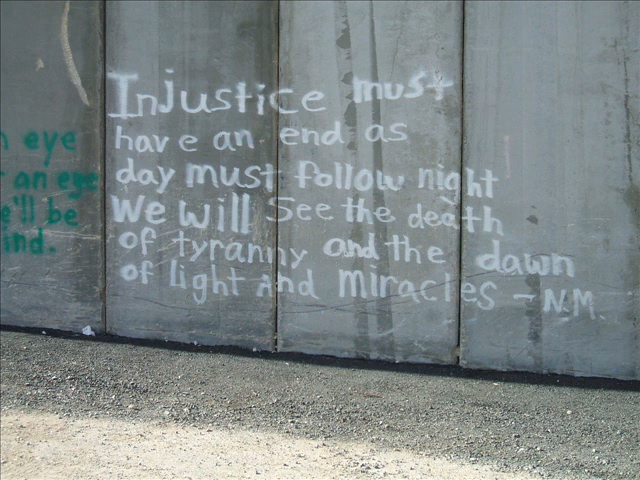 Injustice must
have an end as
day must follow night
We will See the death
of tyranny and the dawn
of light and Miracles - N.M.
n eye
r an eye
e'll be
ind.